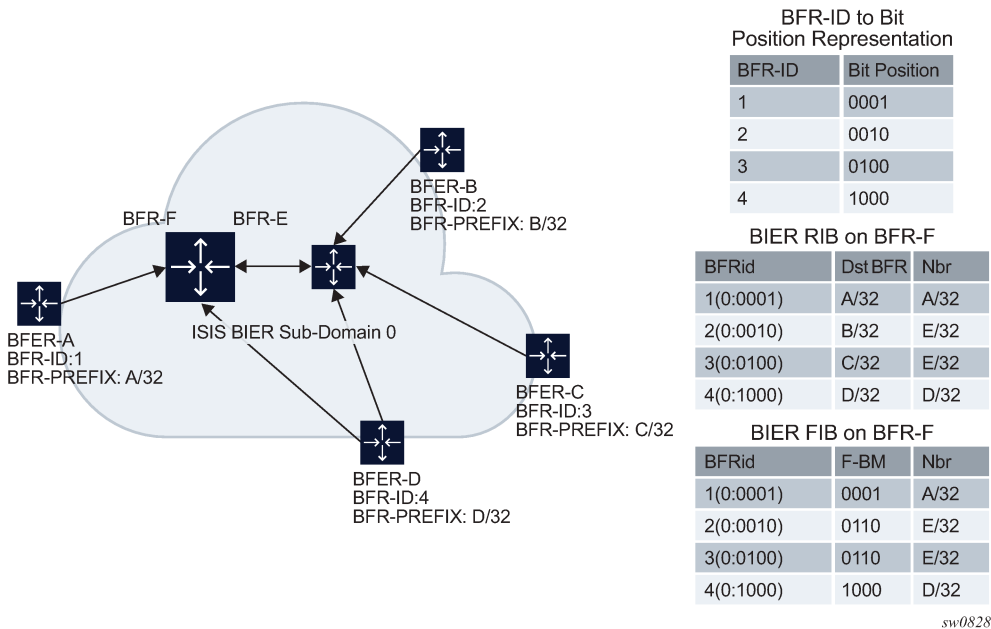 BFR-ID to Bit
Position Representation
BFR-ID Bit Position
1 0001
2 0010
3 0100
4 1000
BFER-B
BFR-ID:2
BFR-PREFIX: B/32
BFR-F BFR-E
BFER-A
BFR-ID:1
BFR-PREFIX: A/32
ISIS BIER Sub-Domain 0
BFER-C
BFR-ID:3
BFR-PREFIX: C/32
BFER-D
BFR-ID:4
BFR-PREFIX: D/32
BIER RIB on BFR-F
BFRid Dst BFR Nbr
1(0:0001) A/32 A/32
2(0:0010) B/32 E/32
3(0:0100) C/32 E/32
4(0:1000) D/32 D/32
BIER FIB on BFR-F
BFRid F-BM Nbr
1(0:0001) 0001 A/32
2(0:0010) 0110 E/32
3(0:0100) 0110 E/32
4(0:1000) 1000 D/32
sw0828